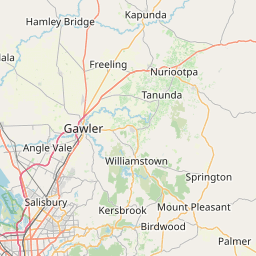 Kapunda
Hamley Bridge
ala
Freeling
Nuriootpa
Tanunda
Gawler
Angle Vale
Williamstown
Springton
Salisbury
Kersbrook
Mount Pleasant
Birdwood
Palmer